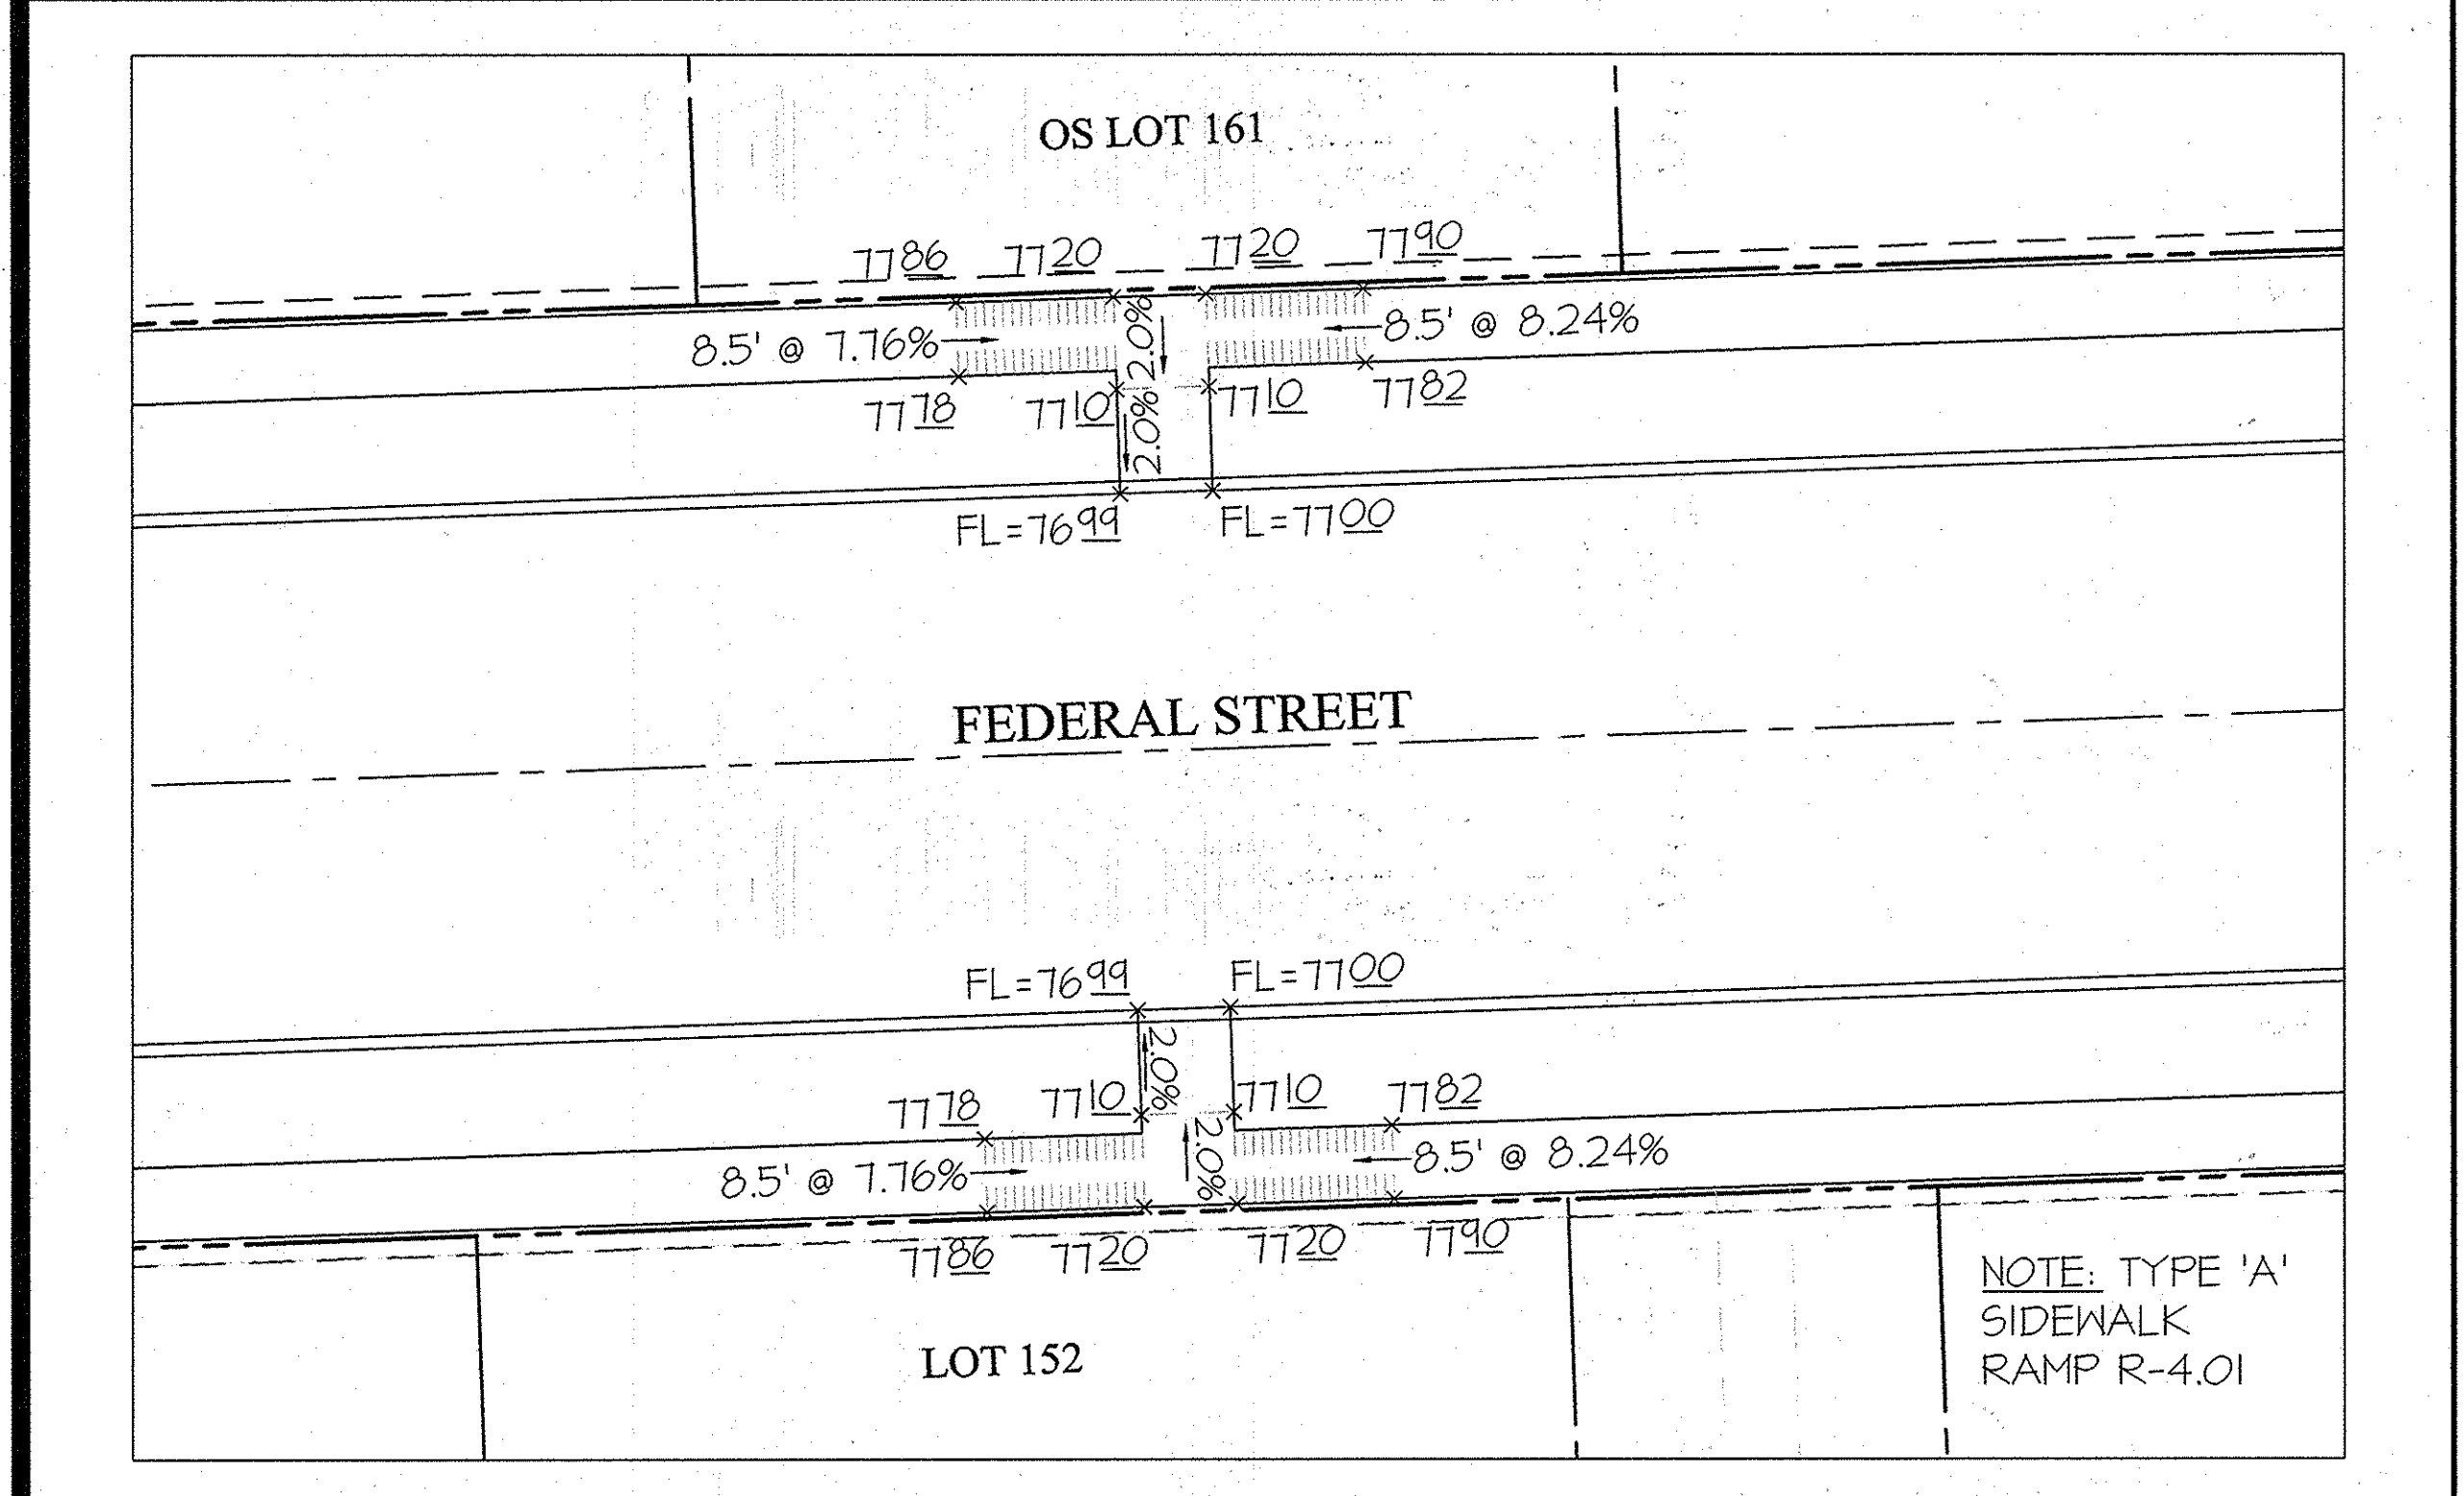 OS LOT 161
7786 7720 7720 7790
8.5' @ 7.76%
2.0%
8.5' @ 8.24%
7778 7710
2.0%
7710 7782
FL=7699 FL=7700
FEDERAL STREET
FL=7699 FL=7700
2.0%
7778 7710 7710 7782
8.5' @ 7.76%
2.0%
8.5' @ 8.24%
7786 7720 7720 7790
LOT 152
NOTE: TYPE 'A'
SIDEWALK
RAMP R-4.01